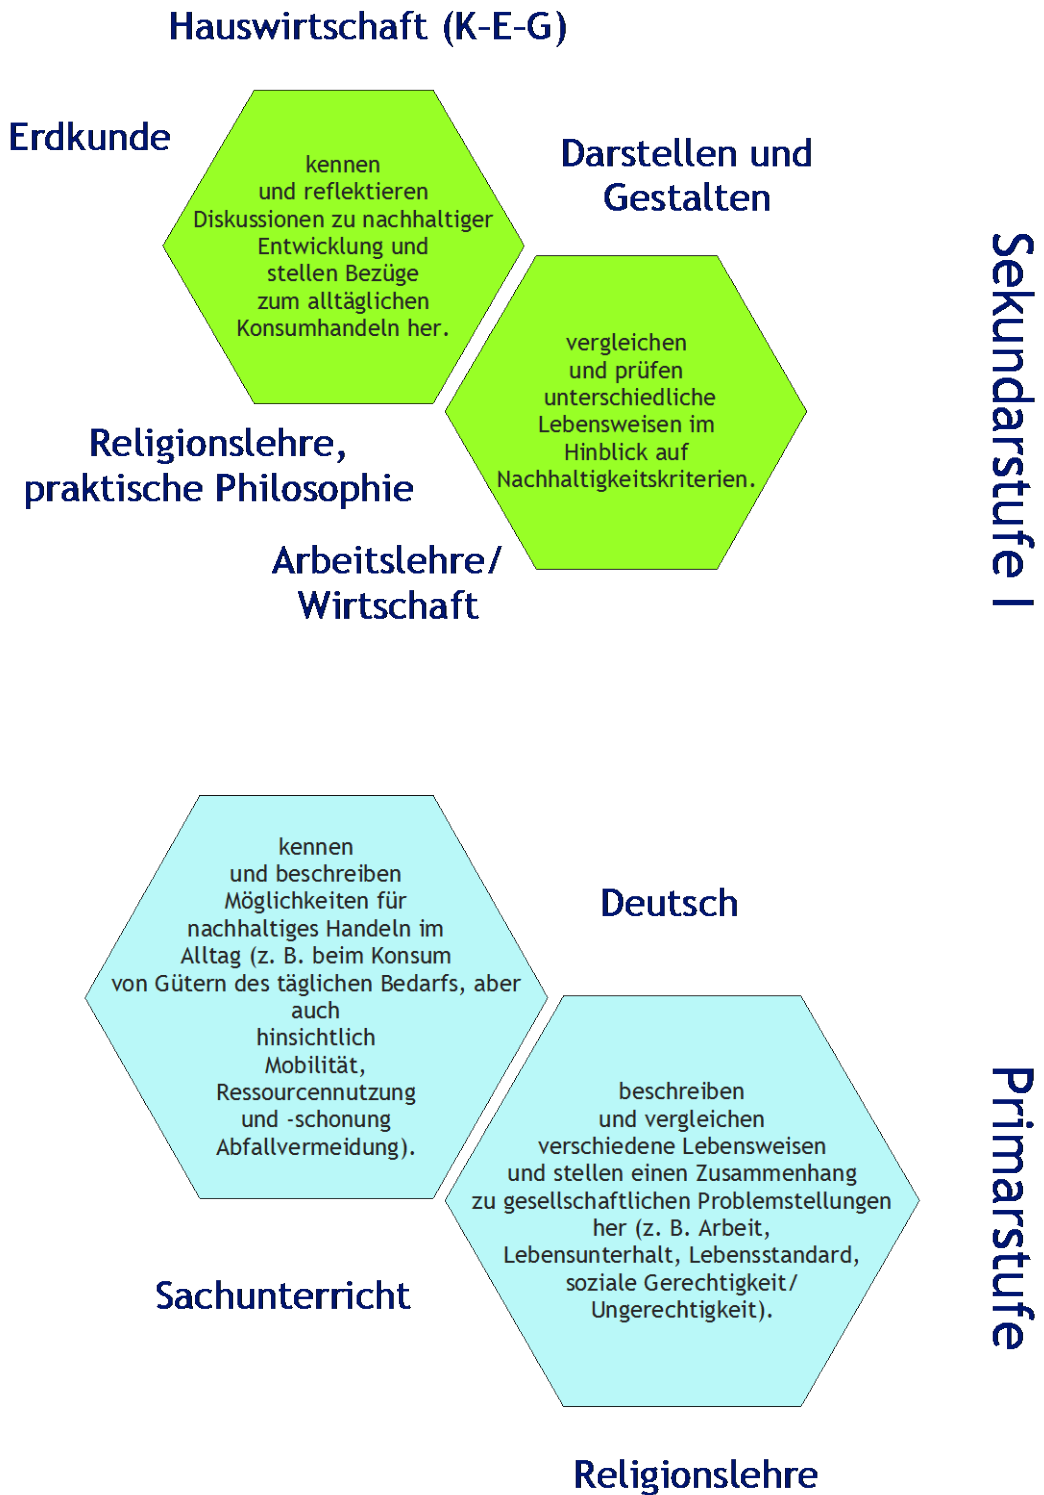 Hauswirtschaft (K-E-G)
Erdkunde
kennen
und reflektieren
Diskussionen zu nachhaltiger
Entwicklung und
stellen Bezüge
zum alltäglichen
Konsumhandeln her.
Darstellen und
Gestalten
vergleichen
und prüfen
unterschiedliche
Lebensweisen im
Hinblick auf
Nachhaltigkeitskriterien.
Religionslehre,
praktische Philosophie
Arbeitslehre/
Wirtschaft
Sekundarstufe I
kennen
und beschreiben
Möglichkeiten für
nachhaltiges Handeln im
Alltag (z. B. beim Konsum
von Gütern des täglichen Bedarfs, aber
auch
hinsichtlich
Mobilität,
Ressourcennutzung
und -schonung
Abfallvermeidung).
Deutsch
beschreiben
und vergleichen
verschiedene Lebensweisen
und stellen einen Zusammenhang
zu gesellschaftlichen Problemstellungen
her (z. B. Arbeit,
Lebensunterhalt, Lebensstandard,
soziale Gerechtigkeit/
Ungerechtigkeit).
Sachunterricht
Religionslehre
Primarstufe